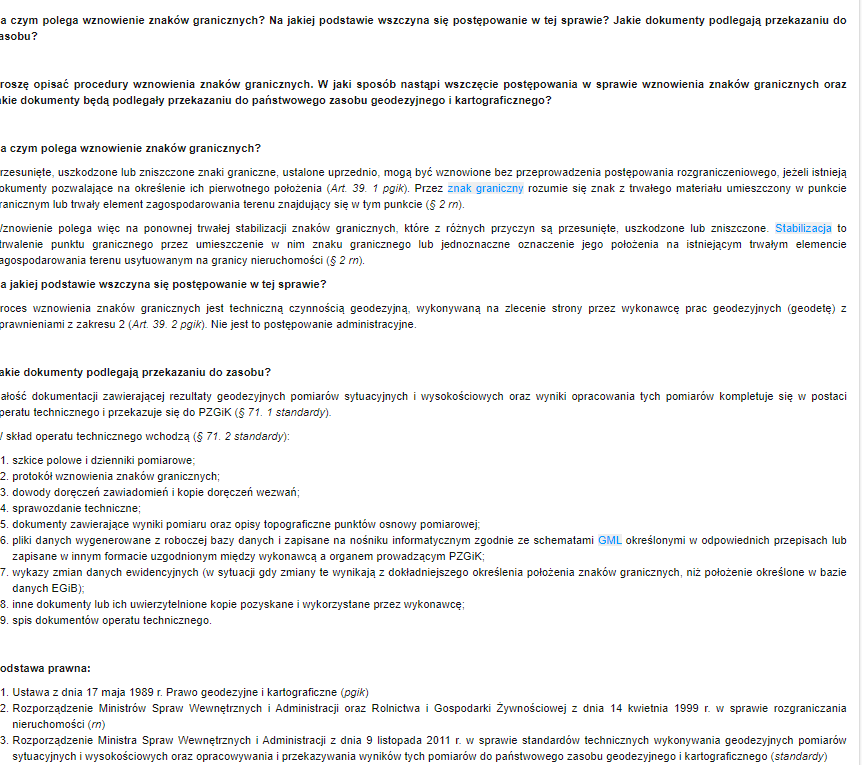 a czym polega wznowienie znaków granicznych? Na jakiej podstawie wszczyna się postępowanie w tej sprawie? Jakie dokumenty podlegają przekazaniu do
asobu?
roszę opisać procedury wznowienia znaków granicznych. W jaki sposób nastąpi wszczęcie postępowania w sprawie wznowienia znaków granicznych oraz
akie dokumenty będą podlegały przekazaniu do państwowego zasobu geodezyjnego i kartograficznego?
a czym polega wznowienie znaków granicznych?
rzesunięte, uszkodzone lub zniszczone znaki graniczne, ustalone uprzednio, mogą być wznowione bez przeprowadzenia postępowania rozgraniczeniowego, jeżeli istnieją
okumenty pozwalające na określenie ich pierwotnego położenia (Art. 39. 1 pgik). Przez znak graniczny rozumie się znak z trwałego materiału umieszczony w punkcie
ranicznym lub trwały element zagospodarowania terenu znajdujący się w tym punkcie (§ 2 rn).
znowienie polega więc na ponownej trwałej stabilizacji znaków granicznych, które z różnych przyczyn są przesunięte, uszkodzone lub zniszczone. Stabilizacja to
trwalenie punktu granicznego przez umieszczenie w nim znaku granicznego lub jednoznaczne oznaczenie jego położenia na istniejącym trwałym elemencie
agospodarowania terenu usytuowanym na granicy nieruchomości (§ 2 rn).
a jakiej podstawie wszczyna się postępowanie w tej sprawie?
roces wznowienia znaków granicznych jest techniczną czynnością geodezyjną, wykonywaną na zlecenie strony przez wykonawcę prac geodezyjnych (geodetę) z
prawnieniami z zakresu 2 (Art. 39. 2 pgik). Nie jest to postępowanie administracyjne.
akie dokumenty podlegają przekazaniu do zasobu?
ałość dokumentacji zawierającej rezultaty geodezyjnych pomiarów sytuacyjnych i wysokościowych oraz wyniki opracowania tych pomiarów kompletuje się w postaci
peratu technicznego i przekazuje się do PZGiK (§ 71. 1 standardy).
skład operatu technicznego wchodzą (§ 71. 2 standardy):
1. szkice polowe i dzienniki pomiarowe;
2. protokół wznowienia znaków granicznych;
3. dowody doręczeń zawiadomień i kopie doręczeń wezwań;
4. sprawozdanie techniczne;
5. dokumenty zawierające wyniki pomiaru oraz opisy topograficzne punktów osnowy pomiarowej;
6. pliki danych wygenerowane z roboczej bazy danych i zapisane na nośniku informatycznym zgodnie ze schematami GML określonymi w odpowiednich przepisach lub
zapisane w innym formacie uzgodnionym między wykonawcą a organem prowadzącym PZGiK;
7. wykazy zmian danych ewidencyjnych (w sytuacji gdy zmiany te wynikają z dokładniejszego określenia położenia znaków granicznych, niż położenie określone w bazie
danych EGiB);
8. inne dokumenty lub ich uwierzytelnione kopie pozyskane i wykorzystane przez wykonawcę;
9. spis dokumentów operatu technicznego.
odstawa prawna:
1. Ustawa z dnia 17 maja 1989 r. Prawo geodezyjne i kartograficzne (pgik)
2. Rozporządzenie Ministrów Spraw Wewnętrznych i Administracji oraz Rolnictwa i Gospodarki Żywnościowej z dnia 14 kwietnia 1999 r. w sprawie rozgraniczania
nieruchomości (rn)
3. Rozporządzenie Ministra Spraw Wewnętrznych i Administracji z dnia 9 listopada 2011 r. w sprawie standardów technicznych wykonywania geodezyjnych pomiarów
sytuacyjnych i wysokościowych oraz opracowywania i przekazywania wyników tych pomiarów do państwowego zasobu geodezyjnego i kartograficznego (standardy)